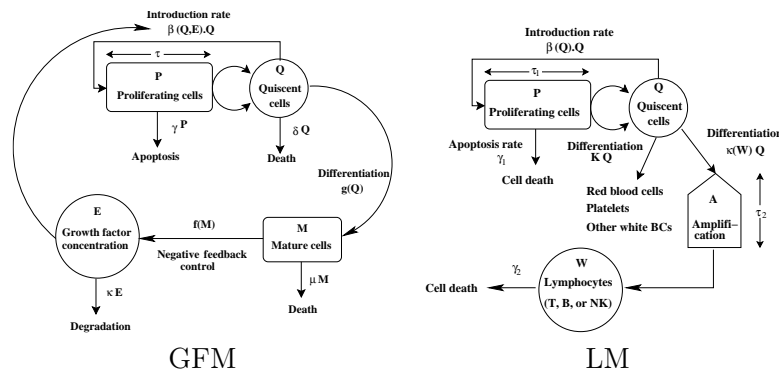 Introduction rate
β (Q,E).Q
τ
P
Proliferating cells
Q
Quiscent
cells
γ P
Apoptosis
δ Q
Death
Differentiation
g(Q)
E
Growth factor
concentration
f(M)
Negative feedback
control
M
Mature cells
μ M
Death
κ E
Degradation
GFM
Introduction rate
β (Q).Q
τ1
P
Proliferating cells
Q
Quiscent
cells
Apoptosis rate
γ1
Cell death
Differentiation
K Q
Differentiation
κ(W) Q
Red blood cells
Platelets
Other white BCs
A
Amplifi−
cation
τ2
W
Lymphocytes
(T, B, or NK)
γ2
Cell death
LM